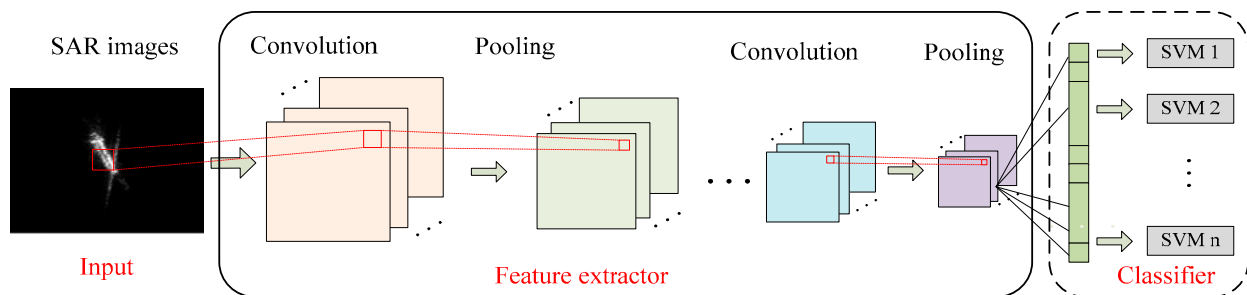 SAR images
Convolution
Pooling
Convolution
Pooling
SVM 1
SVM 2
SVM n
Input
Feature extractor
Classifier